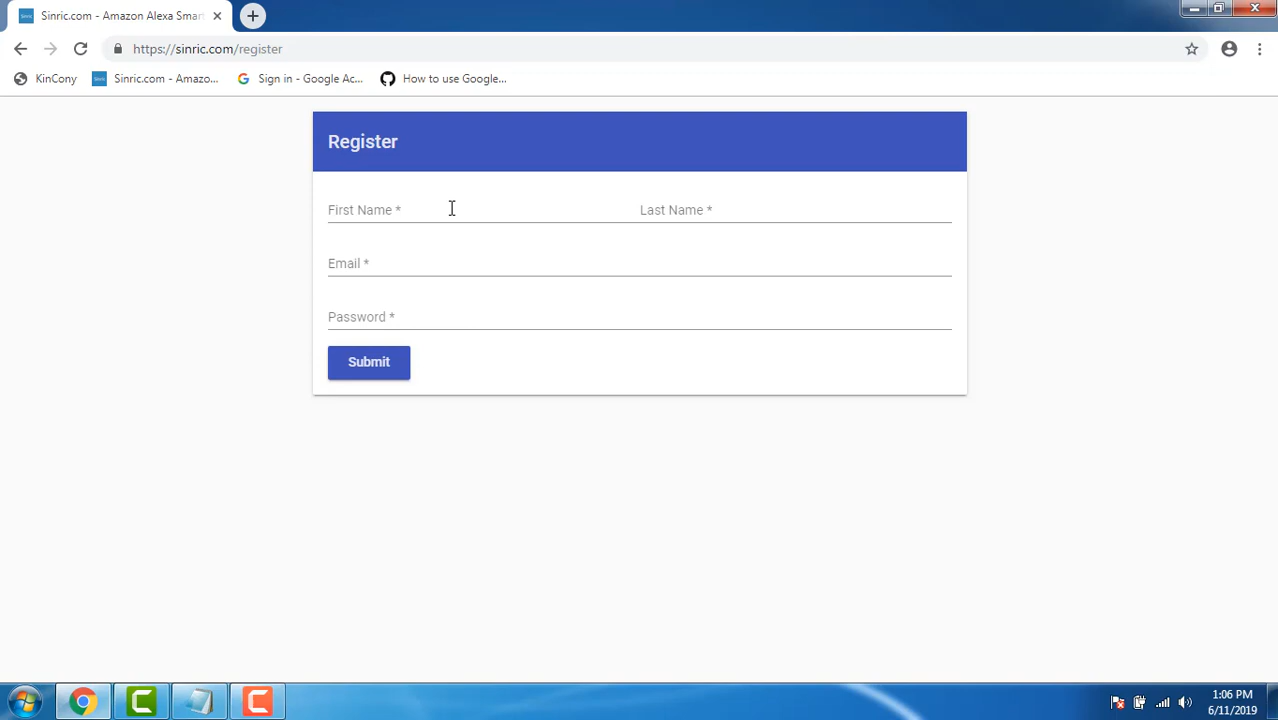 Sinric.com - Amazon Alexa Smar
https://sinric.com/register
KinCony
Sinric.com - Amazo...
Sign in - Google Ac...
How to use Google...
Register
First Name *
Last Name *
Email *
Password *
Submit
1:06 PM
6/11/2019